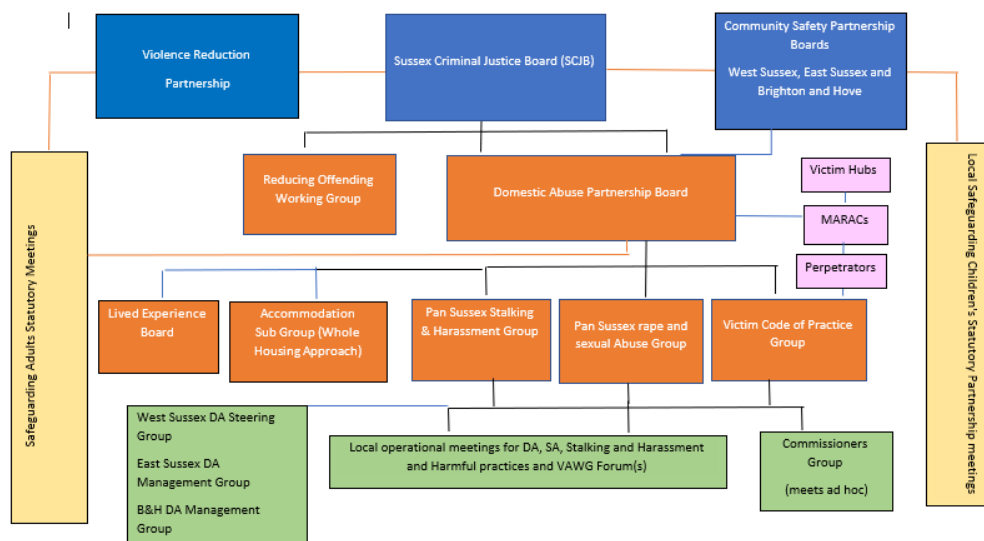 Violence Reduction
Partnership
Sussex Criminal Justice Board (SCJB)
Community Safety Partnership
Boards
West Sussex, East Sussex and
Brighton and Hove
Safeguarding Adults Statutory Meetings
Reducing Offending
Working Group
Domestic Abuse Partnership Board
Victim Hubs
MARACs
Perpetrators
Local Safeguarding Children's Statutory Partnership meetings
Lived Experience
Board
Accommodation
Sub Group (Whole
Housing Approach)
Pan Sussex Stalking
& Harassment Group
Pan Sussex rape and
sexual Abuse Group
Victim Code of Practice
Group
West Sussex DA Steering
Group
East Sussex DA
Management Group
B&H DA Management
Group
Local operational meetings for DA, SA, Stalking and Harassment
and Harmful practices and VAWG Forum(s)
Commissioners
Group
(meets ad hoc)